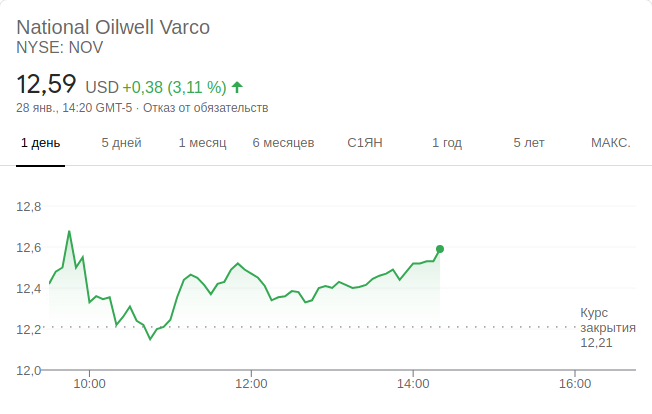 National Oilwell Varco
NYSE: NOV
12,59 USD +0,38 (3,11 %)
28 янв., 14:20 GMT-5 · Отказ от обязательств
1 день 5 дней 1 месяц 6 месяцев С1ЯН 1 год 5 лет МАКС.
12,8
12,6
12,4
12,2
12,0
Курс
закрытия
12,21
10:00 12:00 14:00 16:00